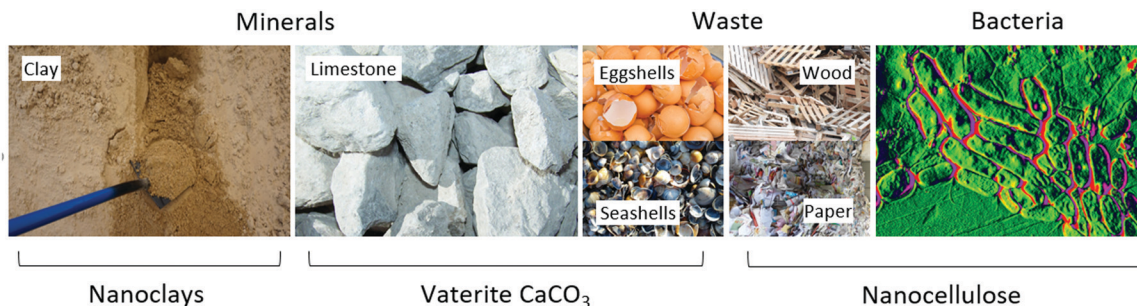 Minerals
Waste
Bacteria
Clay
Limestone
Eggshells
Wood
Seashells
Paper
Nanoclays
Vaterite CaCO₃
Nanocellulose